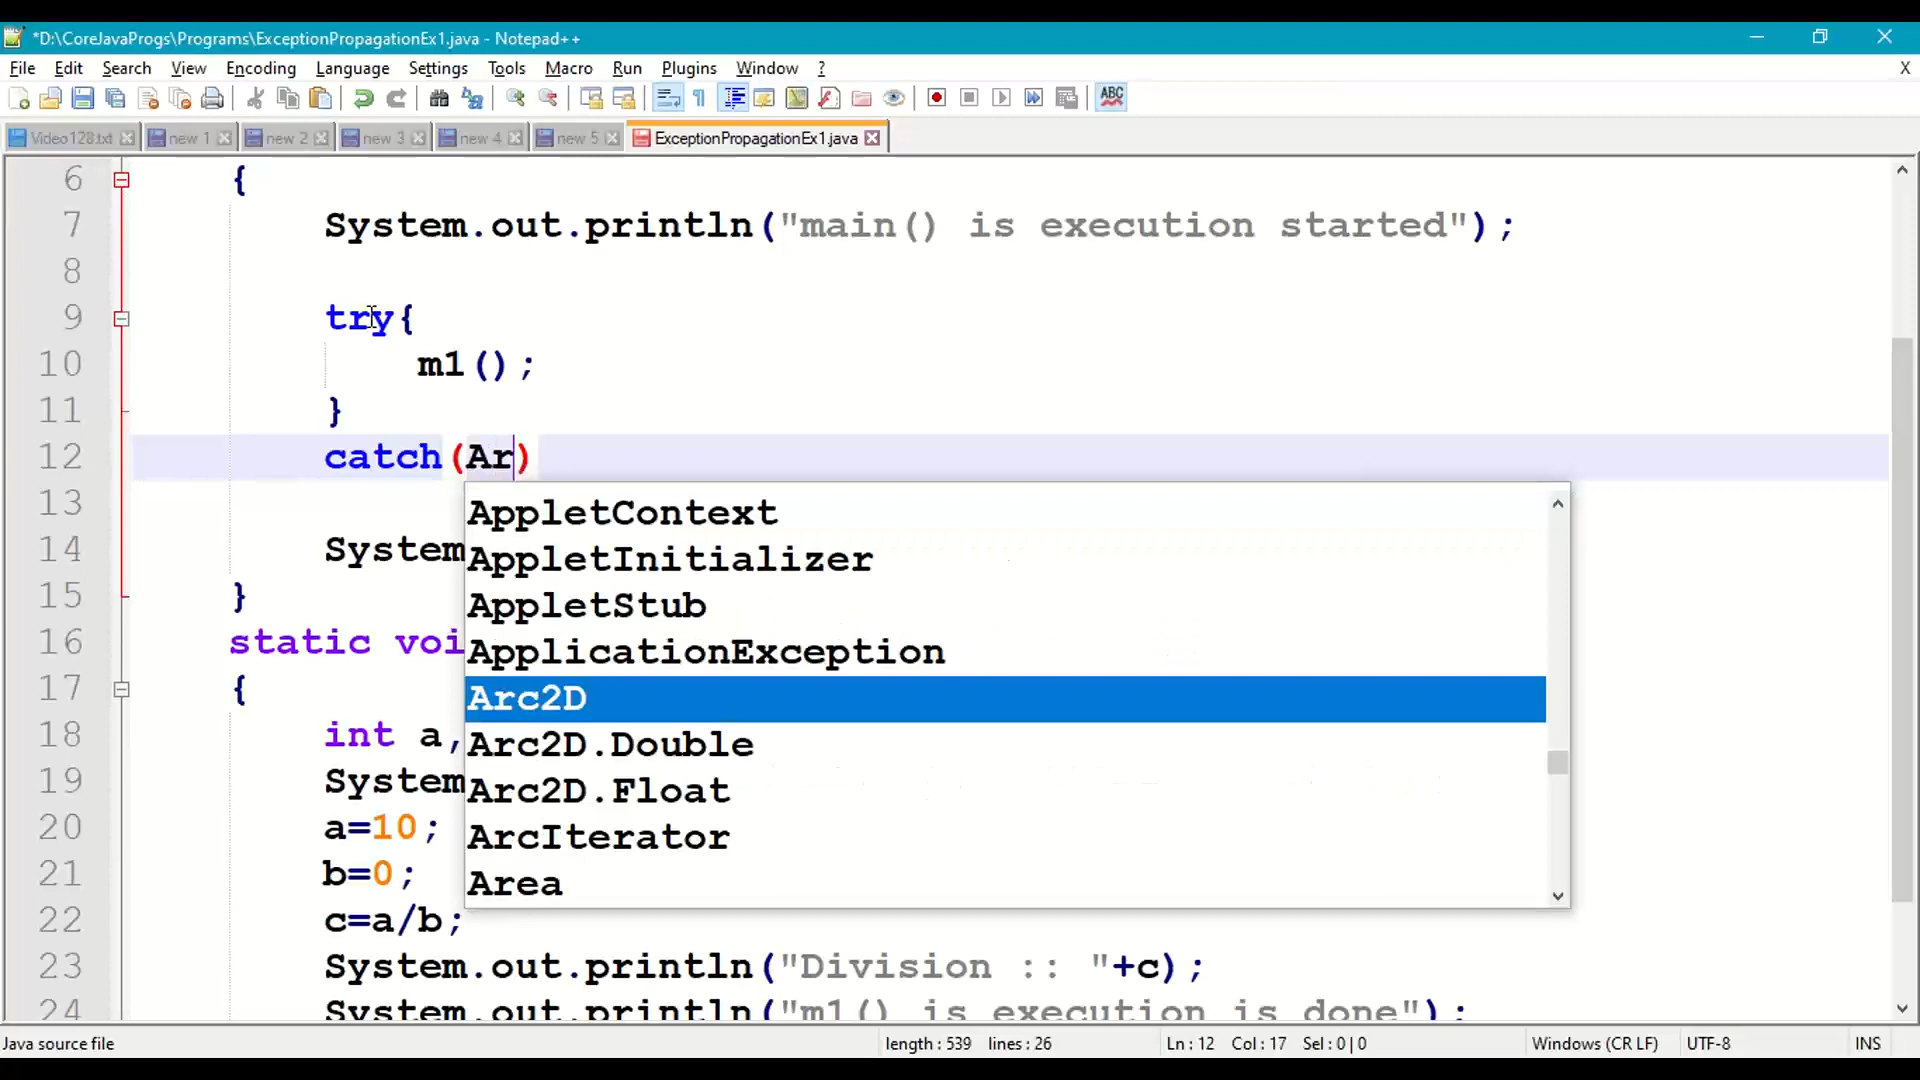 *D:\CoreJavaProgs\Programs\ExceptionPropagationEx1.java - Notepad++
File Edit Search View Encoding Language Settings Tools Macro Run Plugins Window ? X
Video128.txt new 1 new 2 new 3 new 4 new 5 ExceptionPropagationEx1.java
6 {
7 System.out.println("main() is execution started");
8
9 try{
10 m1();
11 }
12 catch(Ar)
13
AppletContext
14 System
AppletInitializer
15 }
AppletStub
16 static voi
ApplicationException
17 {
Arc2D
18 int a,
Arc2D.Double
19 System
Arc2D.Float
20 a=10;
ArcIterator
21 b=0;
Area
22 c=a/b;
23 System.out.println("Division :: "+c);
24 System.out.println("m1() is execution is done");
Java source file length : 539 lines : 26 Ln : 12 Col : 17 Sel : 0 | 0 Windows (CR LF) UTF-8 INS